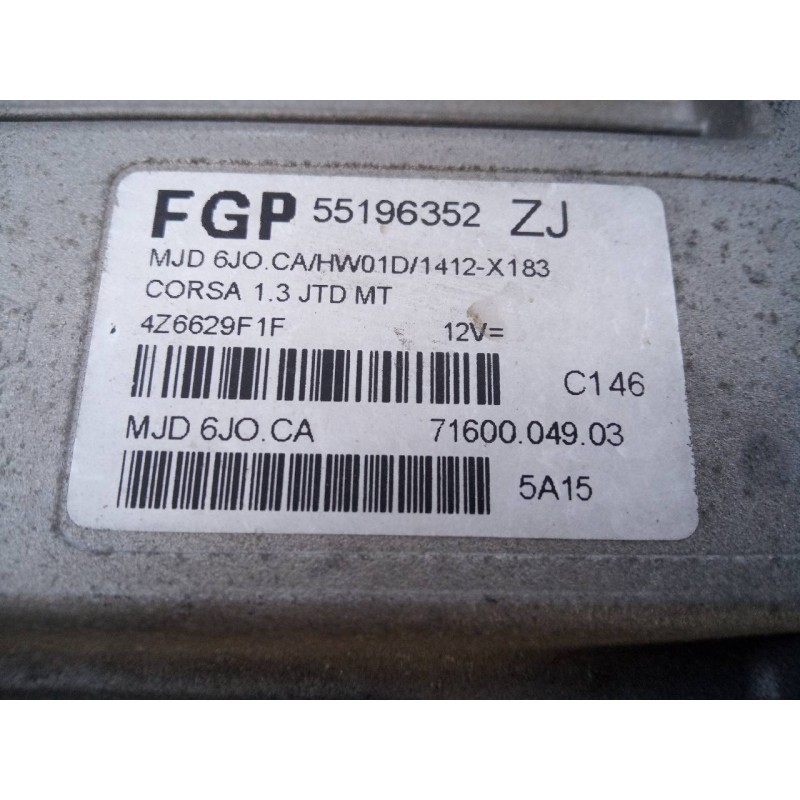 FGP 55196352 ZJ
MJD 6JO.CA/HW01D/1412-X183
CORSA 1.3 JTD MT
4Z6629F1F 12V=
C146
MJD 6JO.CA 71600.049.03
5A15